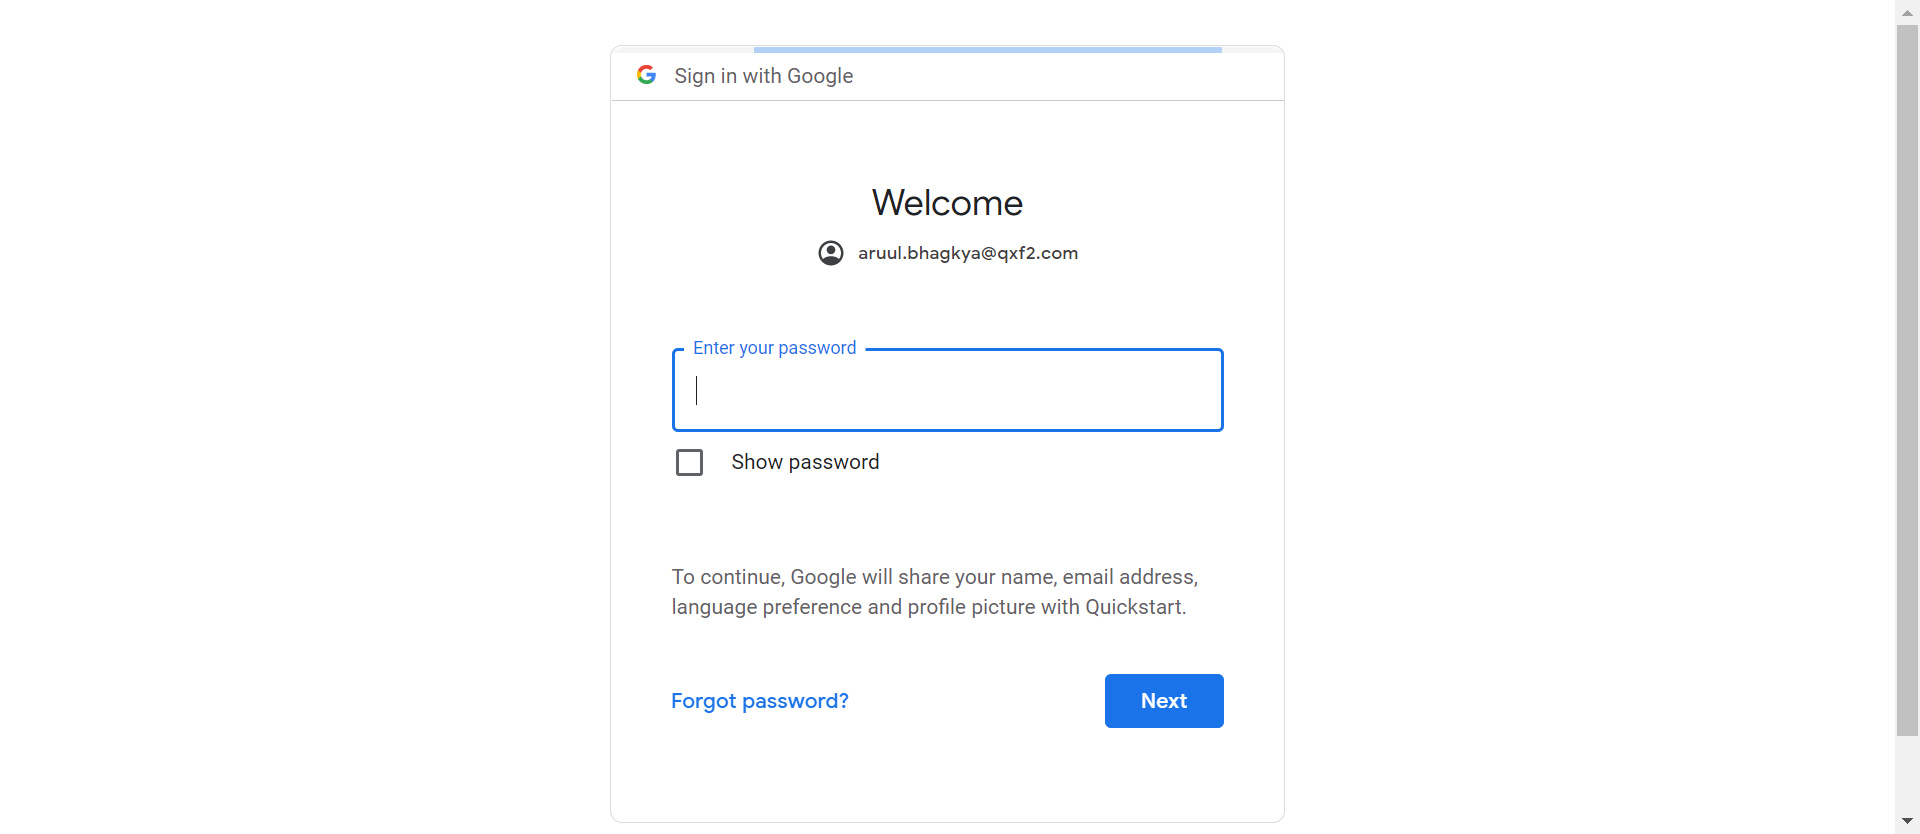 Sign in with Google
Welcome
aruul.bhagkya@qxf2.com
Enter your password
Show password
To continue, Google will share your name, email address,
language preference and profile picture with Quickstart.
Forgot password?
Next